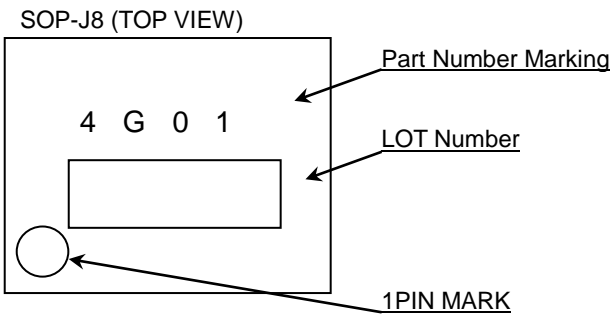 SOP-J8 (TOP VIEW)
Part Number Marking
4 G 0 1
LOT Number
1PIN MARK